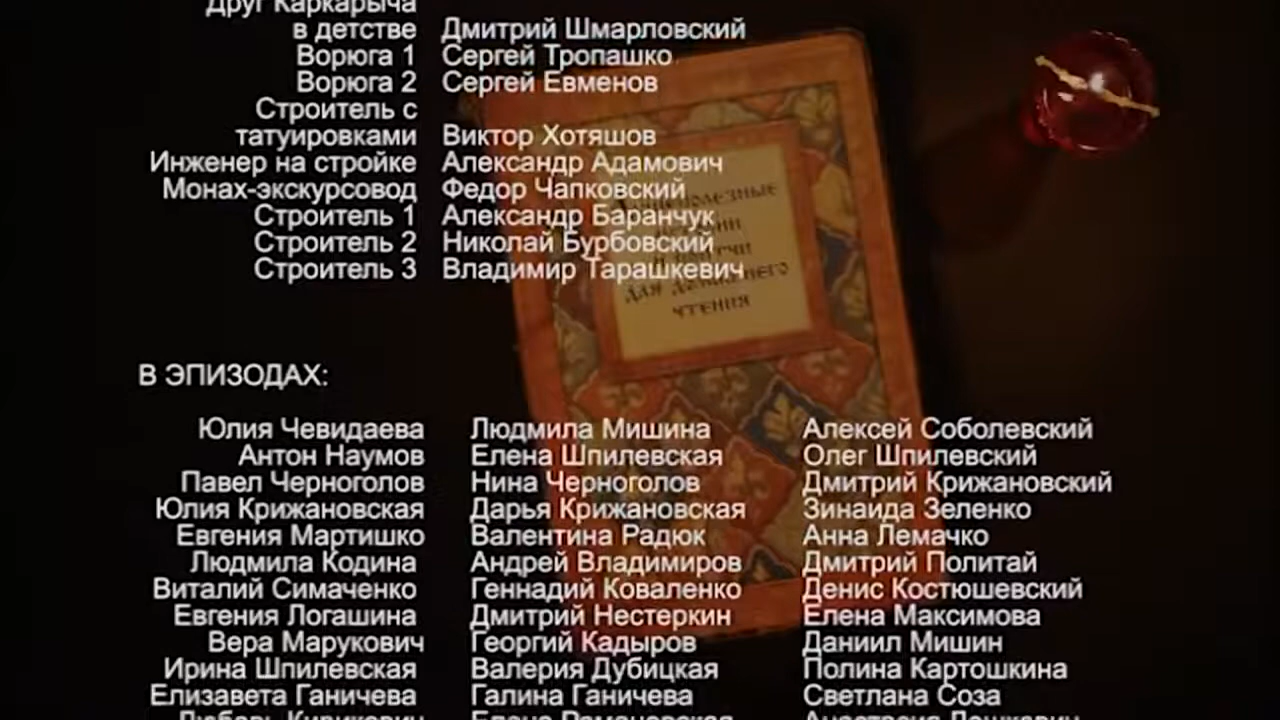 Друг Каркарыча
в детстве Дмитрий Шмарловский
Ворюга 1 Сергей Тропашко
Ворюга 2 Сергей Евменов
Строитель с
татуировками Виктор Хотяшов
Инженер на стройке Александр Адамович
Монах-экскурсовод Федор Чапковский
Строитель 1 Александр Баранчук
Строитель 2 Николай Бурбовский
Строитель 3 Владимир Тарашкевич
для домашнего
чтения
В ЭПИЗОДАХ:
Юлия Чевидаева Людмила Мишина Алексей Соболевский
Антон Наумов Елена Шпилевская Олег Шпилевский
Павел Черноголов Нина Черноголов Дмитрий Крижановский
Юлия Крижановская Дарья Крижановская Зинаида Зеленко
Евгения Мартишко Валентина Радюк Анна Лемачко
Людмила Кодина Андрей Владимиров Дмитрий Политай
Виталий Симаченко Геннадий Коваленко Денис Костюшевский
Евгения Логашина Дмитрий Нестеркин Елена Максимова
Вера Марукович Георгий Кадыров Даниил Мишин
Ирина Шпилевская Валерия Дубицкая Полина Картошкина
Елизавета Ганичева Галина Ганичева Светлана Соза